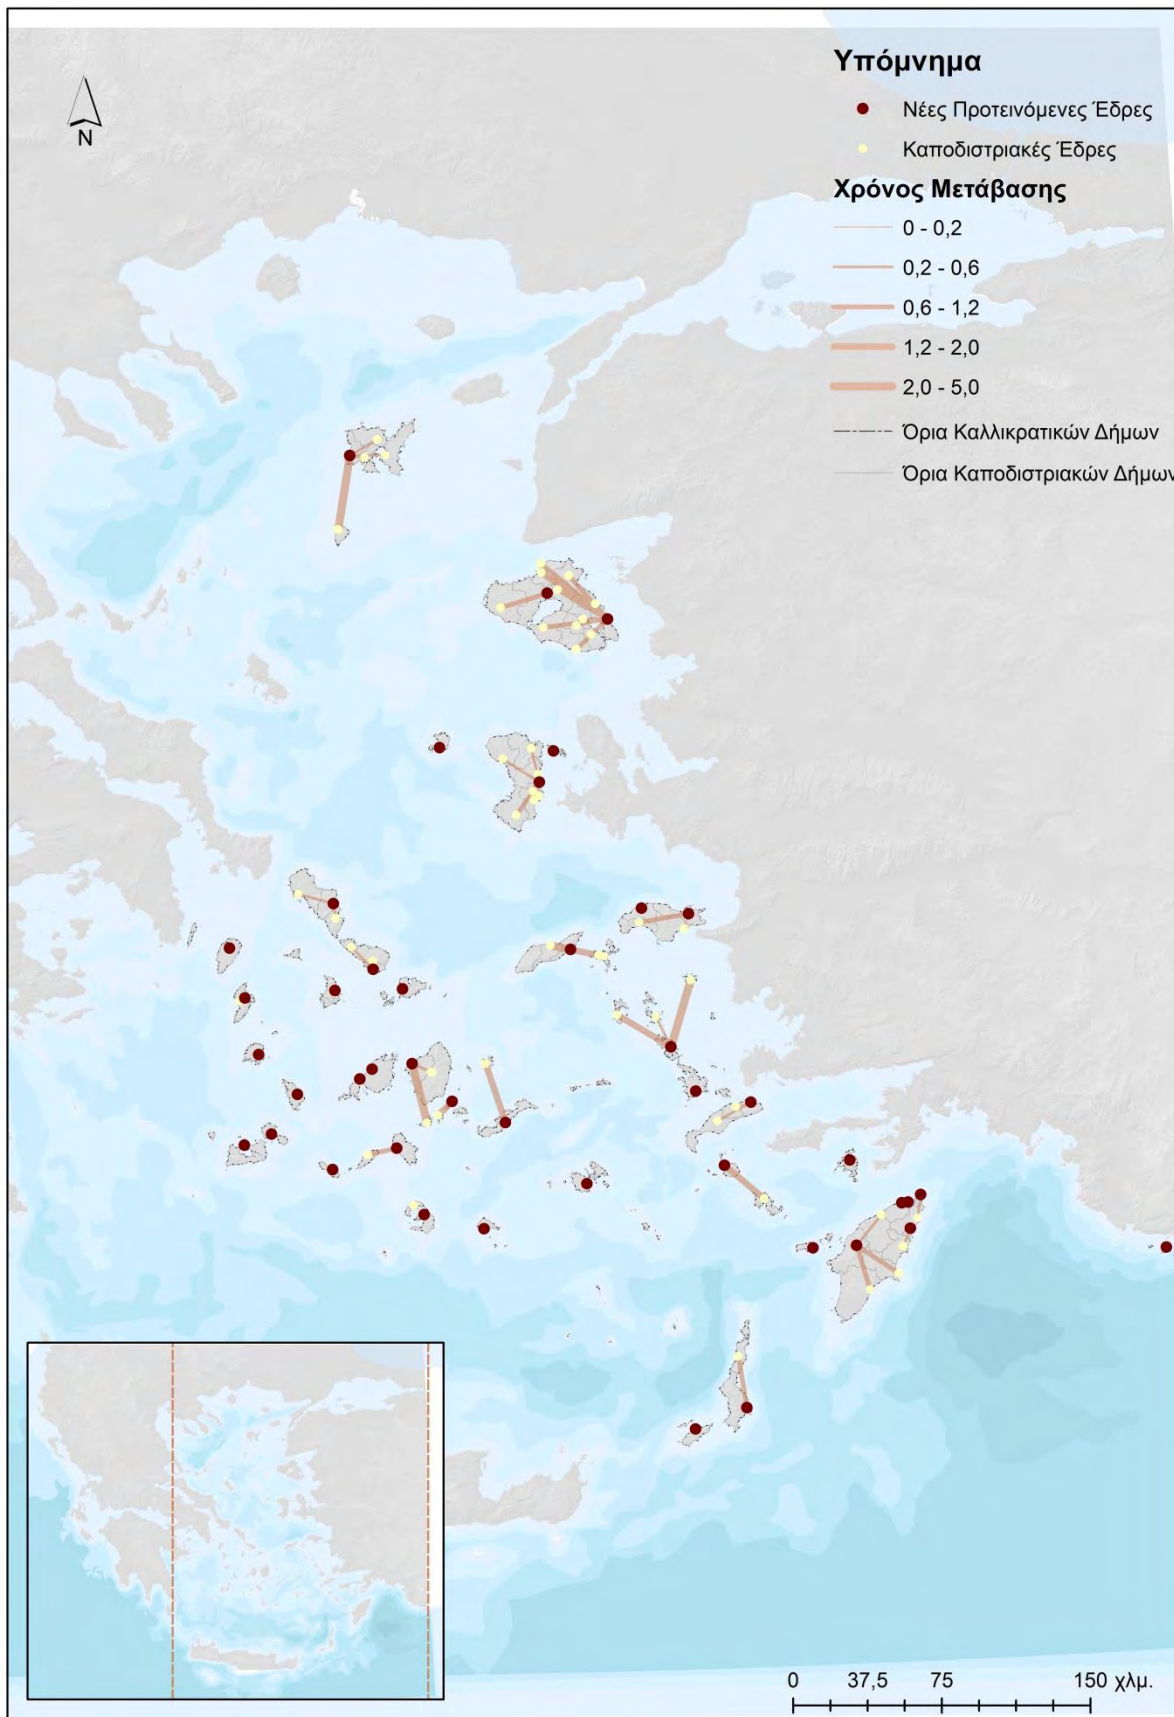 Υπόμνημα
Νέες Προτεινόμενες Έδρες
Καποδιστριακές Έδρες
Χρόνος Μετάβασης
0 - 0,2
0,2 - 0,6
0,6 - 1,2
1,2 - 2,0
2,0 - 5,0
Όρια Καλλικρατικών Δήμων
Όρια Καποδιστριακών Δήμων
N
0 37,5 75 150 χλμ.